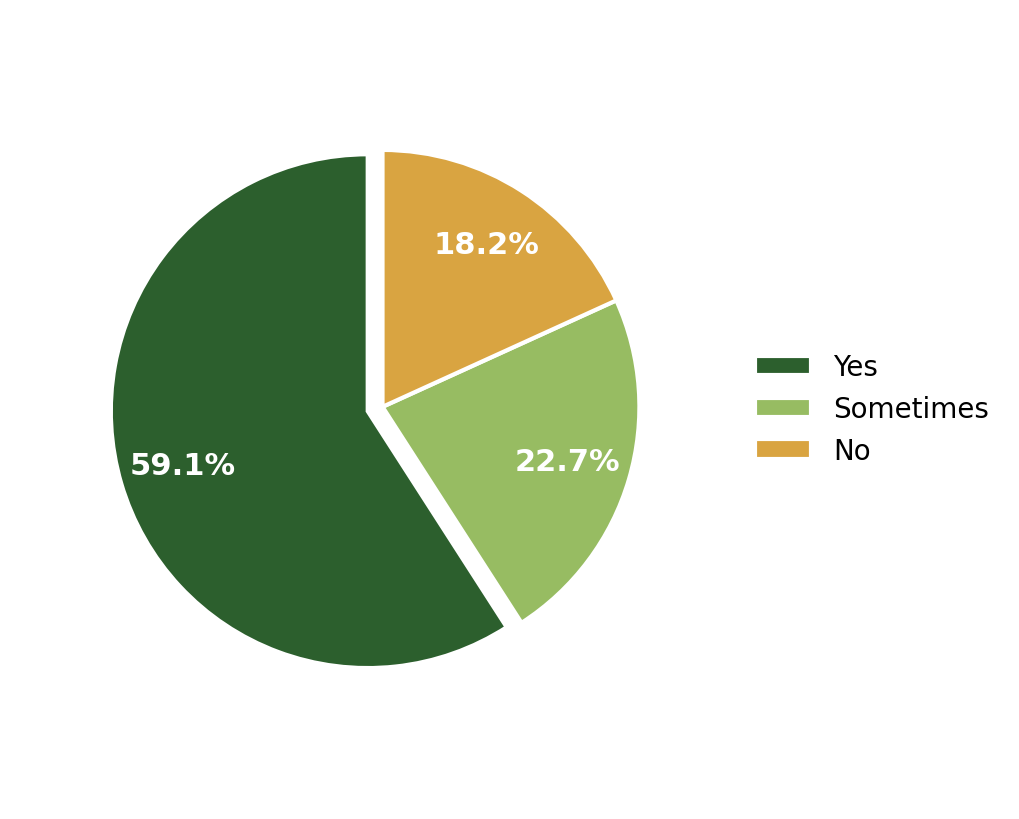 18.2%
59.1%
22.7%
Yes
Sometimes
No